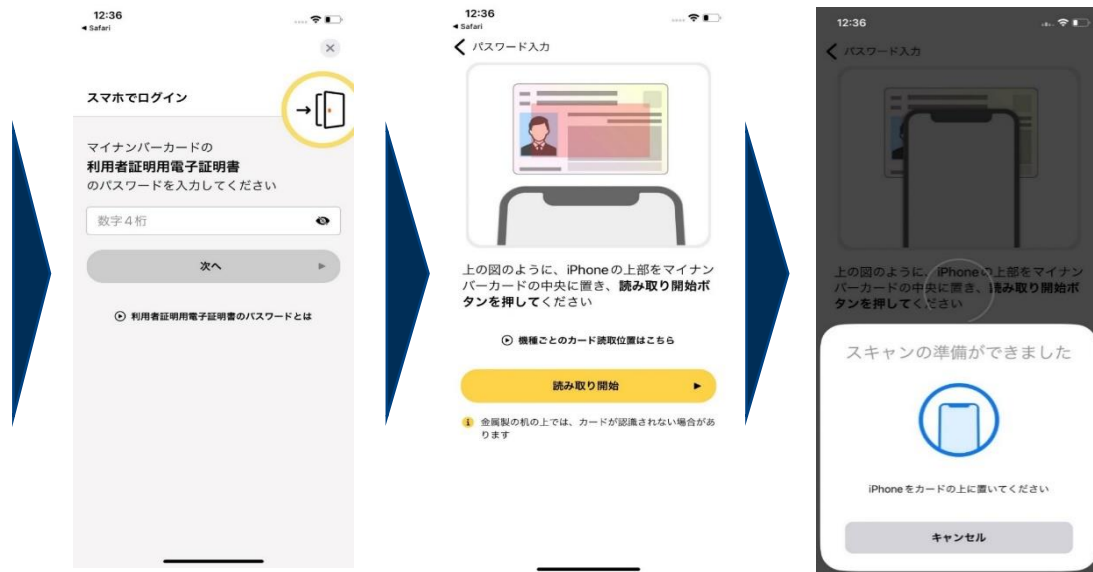 12:36
◀ Safari
スマホでログイン
マイナンバーカードの
利用者証明用電子証明書
のパスワードを入力してください
数字4桁
次へ
利用者証明用電子証明書のパスワードとは
12:36
◀ Safari
パスワード入力
上の図のように、iPhoneの上部をマイナン
バーカードの中央に置き、読み取り開始ボ
タンを押してください
機種ごとのカード読取位置はこちら
読み取り開始
金属製の机の上では、カードが認識されない場合があ
ります
12:36
パスワード入力
上の図のように、iPhoneの上部をマイナン
バーカードの中央に置き、読み取り開始ボ
タンを押してください
スキャンの準備ができました
iPhoneをカードの上に置いてください
キャンセル